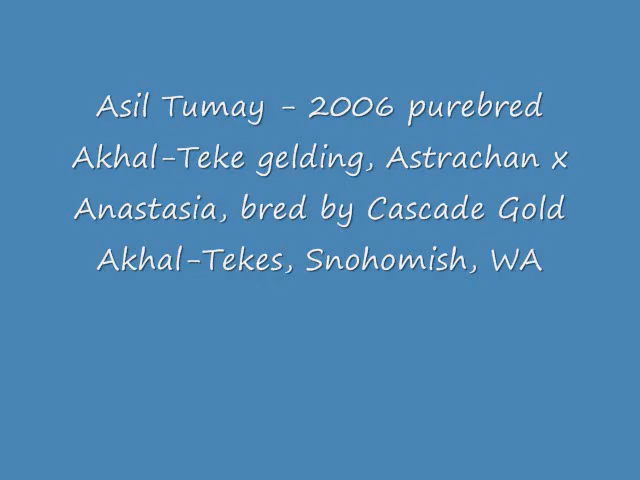 Asil Tumay - 2006 purebred
Akhal-Teke gelding, Astrachan x
Anastasia, bred by Cascade Gold
Akhal-Tekes, Snohomish, WA